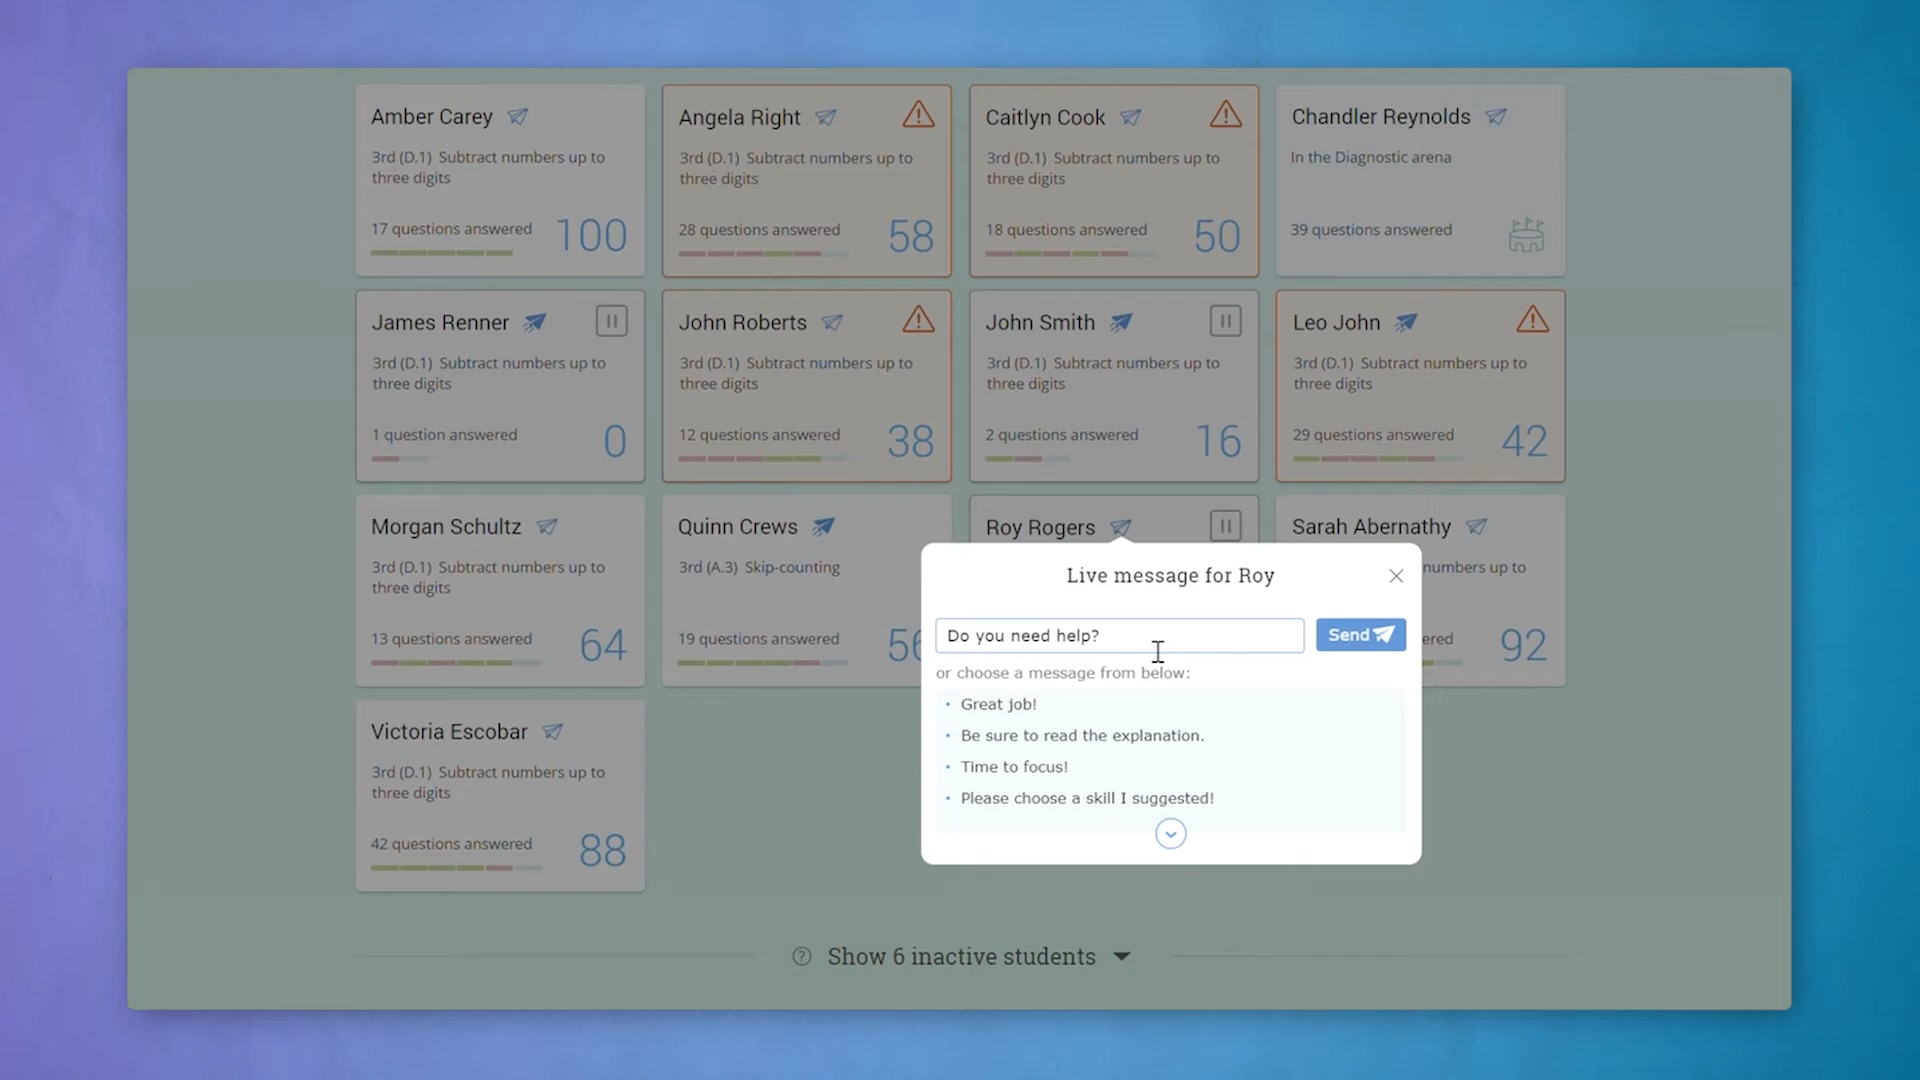 Amber Carey
3rd (D.1) Subtract numbers up to
three digits
17 questions answered 100
Angela Right
3rd (D.1) Subtract numbers up to
three digits
28 questions answered 58
Caitlyn Cook
3rd (D.1) Subtract numbers up to
three digits
18 questions answered 50
Chandler Reynolds
In the Diagnostic arena
39 questions answered
James Renner
3rd (D.1) Subtract numbers up to
three digits
1 question answered 0
John Roberts
3rd (D.1) Subtract numbers up to
three digits
12 questions answered 38
John Smith
3rd (D.1) Subtract numbers up to
three digits
2 questions answered 16
Leo John
3rd (D.1) Subtract numbers up to
three digits
29 questions answered 42
Morgan Schultz
3rd (D.1) Subtract numbers up to
three digits
13 questions answered 64
Quinn Crews
3rd (A.3) Skip-counting
19 questions answered
Roy Rogers
Sarah Abernathy
numbers up to
92
Live message for Roy
Do you need help?
Send
or choose a message from below:
• Great job!
• Be sure to read the explanation.
• Time to focus!
• Please choose a skill I suggested!
Victoria Escobar
3rd (D.1) Subtract numbers up to
three digits
42 questions answered 88
? Show 6 inactive students